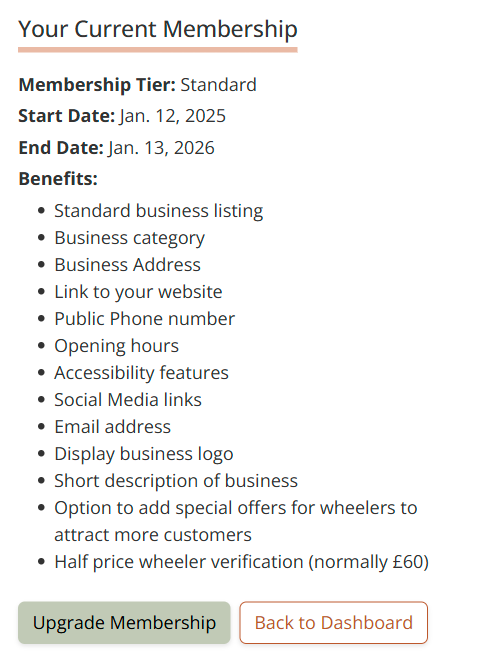 Your Current Membership
Membership Tier: Standard
Start Date: Jan. 12, 2025
End Date: Jan. 13, 2026
Benefits:
• Standard business listing
• Business category
• Business Address
• Link to your website
• Public Phone number
• Opening hours
• Accessibility features
• Social Media links
• Email address
• Display business logo
• Short description of business
• Option to add special offers for wheelers to
attract more customers
• Half price wheeler verification (normally £60)
Upgrade Membership
Back to Dashboard